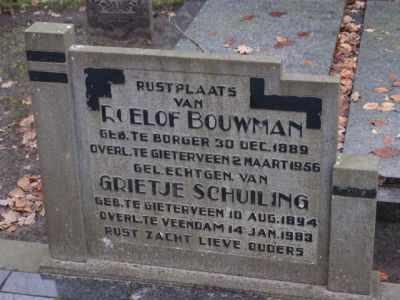 RUSTPLAATS
VAN
ROELOF BOUWMAN
GEB. TE BORGER 30 DEC. 1889
OVERL. TE GIETERVEEN 2 MAART 1956
GEL. ECHTGEN. VAN
GRIETJE SCHUILING
GEB. TE GIETERVEEN 10 AUG. 1894
OVERL. TE VEENDAM 14 JAN. 1983
RUST ZACHT LIEVE OUDERS